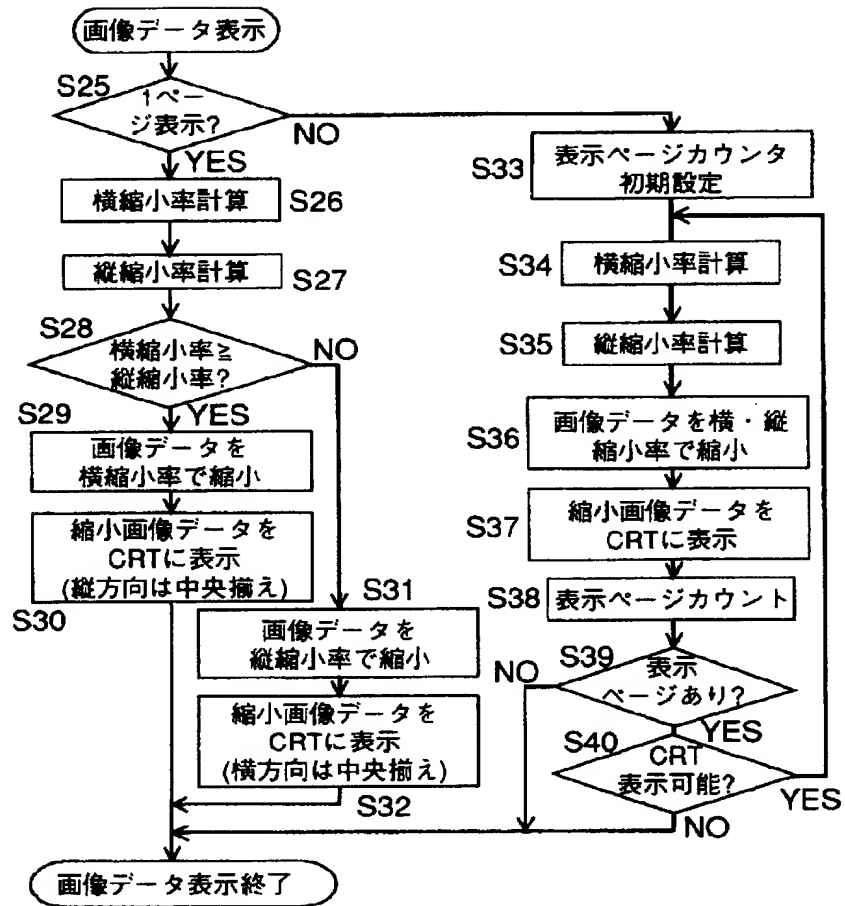 画像データ表示
S25
1ペー
ジ表示?
NO
YES
横縮小率計算
S26
縦縮小率計算
S27
S28
横縮小率≧
縦縮小率?
NO
YES
S29
画像データを
横縮小率で縮小
縮小画像データを
CRTに表示
(縦方向は中央揃え)
S30
S31
画像データを
縦縮小率で縮小
縮小画像データを
CRTに表示
(横方向は中央揃え)
S32
S33
表示ページカウンタ
初期設定
S34
横縮小率計算
S35
縦縮小率計算
S36
画像データを横・縦
縮小率で縮小
S37
縮小画像データを
CRTに表示
S38
表示ページカウント
S39
表示
ページあり?
NO
YES
S40
CRT
表示可能?
YES
NO
画像データ表示終了